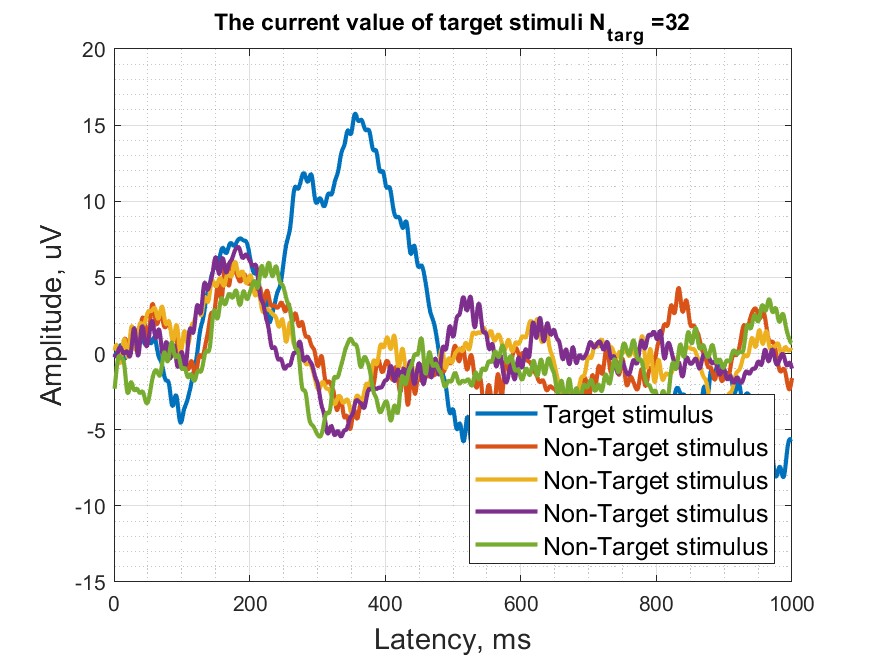 The current value of target stimuli N_targ =32
20
15
10
5
0
-5
-10
-15
Amplitude, uV
Target stimulus
Non-Target stimulus
Non-Target stimulus
Non-Target stimulus
Non-Target stimulus
0 200 400 600 800 1000
Latency, ms